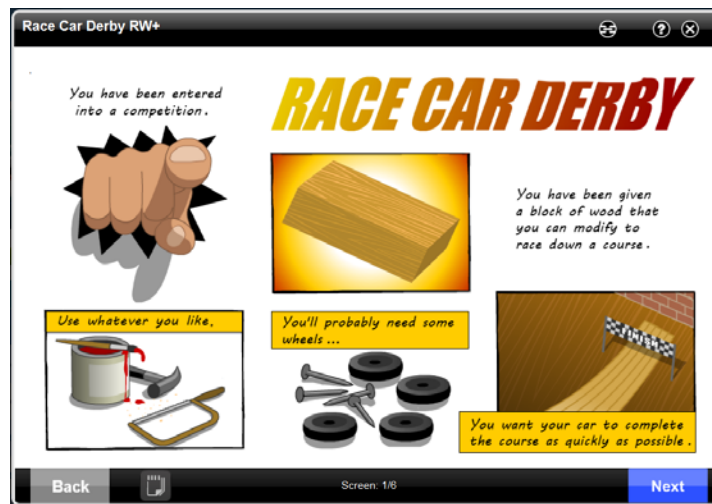 Race Car Derby RW+
You have been entered
into a competition.
RACE CAR DERBY
You have been given
a block of wood that
you can modify to
race down a course.
Use whatever you like,
You'll probably need some
wheels ...
FINISH
You want your car to complete
the course as quickly as possible.
Back
Screen: 1/6
Next